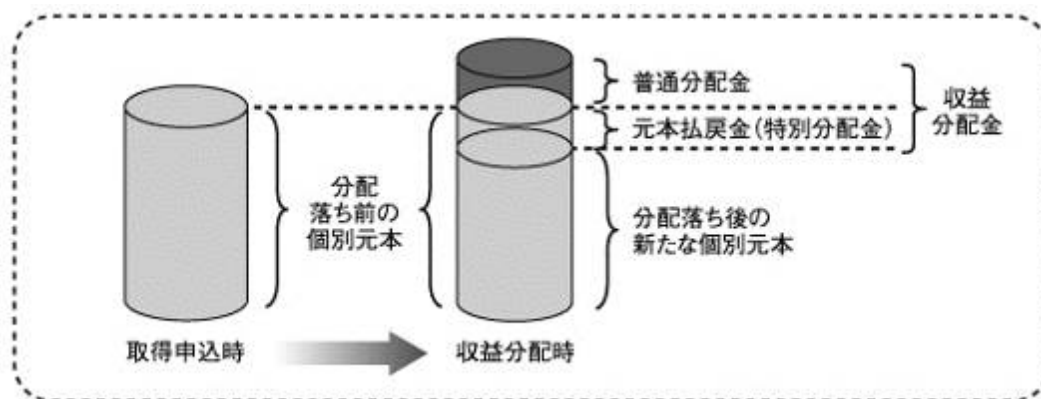 普通分配金
元本払戻金(特別分配金)
収益
分配金
分配
落ち前の
個別元本
分配落ち後の
新たな個別元本
取得申込時
収益分配時